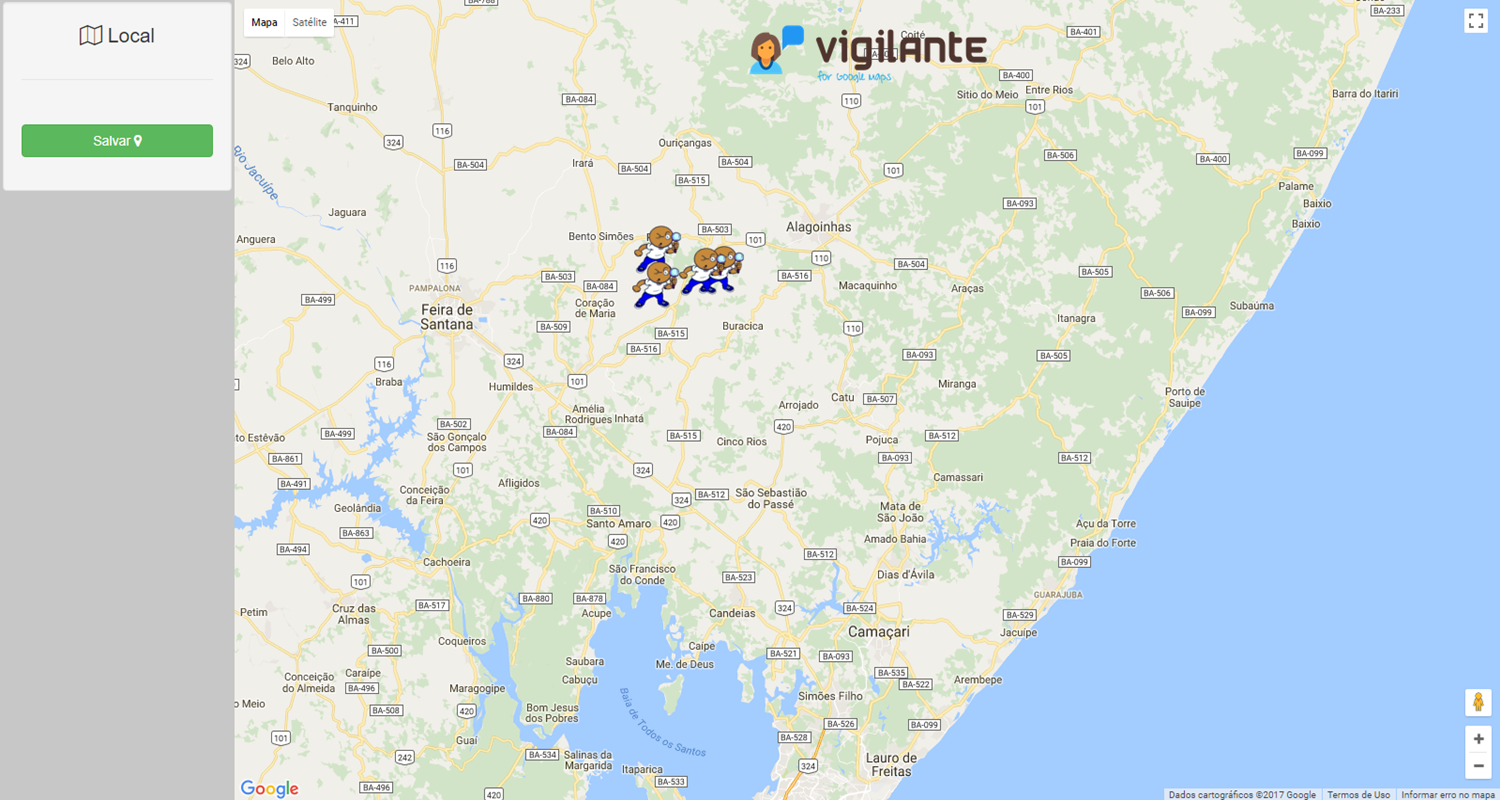 Local
Salvar
Mapa
Satélite
BA-411
vigilante
for Google Maps
BA-233
BA-401
Coité
324
Belo Alto
BA-400
Sitio do Meio
Entre Rios
Barra do Itariri
Tanquinho
BA-084
110
101
116
324
Ouriçangas
BA-504
Irará
BA-504
BA-504
BA-515
101
BA-506
BA-400
BA-099
Rio Jacuípe
Palame
Baixio
Baixio
BA-093
Jaguara
Anguera
Bento Simões
BA-503
101
Alagoinhas
116
BA-503
BA-084
110
BA-516
BA-504
BA-505
PAMPALONA
Macaquinho
Araças
BA-506
BA-499
Feira de
Santana
Coração
de Maria
Subaúma
BA-099
Itanagra
BA-509
BA-515
Buracica
110
BA-516
BA-093
BA-505
116
324
101
Braba
Humildes
Miranga
Porto de
Sauipe
Amélia
Rodrigues
Inhatá
Arrojado
Catu
BA-507
BA-502
BA-499
São Gonçalo
dos Campos
BA-084
BA-515
Cinco Rios
420
Pojuca
BA-512
to Estêvão
BA-861
101
324
BA-093
BA-512
BA-491
Afligidos
Camassari
Conceição
da Feira
324
BA-512
São Sebastião
do Passé
Geolândia
BA-510
Santo Amaro
420
420
Mata de
São João
Açu da Torre
BA-863
BA-494
420
Amado Bahia
Praia do Forte
Cachoeira
BA-512
BA-099
São Francisco
do Conde
BA-523
Dias d'Ávila
101
BA-880
BA-878
GUARAJUBA
Petim
Cruz das
Almas
BA-517
Acupe
Candeias
324
BA-524
BA-529
Camaçari
Jacuípe
Coqueiros
BA-500
Caípe
Me. de Deus
BA-521
BA-093
Saubara
Cabuçu
BA-535
BA-522
Arembepe
Conceição
do Almeida
Caraípe
BA-496
Maragogipe
Simões Filho
o Meio
BA-508
420
Bom Jesus
dos Pobres
Baia de Todos os Santos
BA-526
BA-099
101
Guaí
BA-528
242
BA-534
Salinas da
Margarida
Itaparica
BA-533
324
Lauro de
Freitas
BA-496
420
Google
Dados cartográficos ©2017 Google
Termos de Uso
Informar erro no mapa